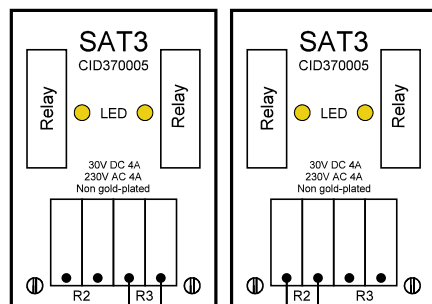 SAT3
CID370005
Relay
LED
Relay
30V DC 4A
230V AC 4A
Non gold-plated
R2 R3
SAT3
CID370005
Relay
LED
Relay
30V DC 4A
230V AC 4A
Non gold-plated
R2 R3